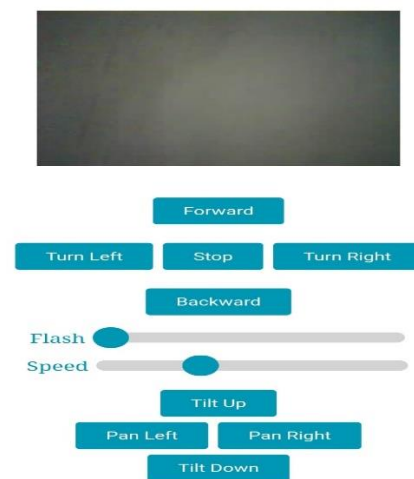 Forward
Turn Left Stop Turn Right
Backward
Flash
Speed
Tilt Up
Pan Left Pan Right
Tilt Down